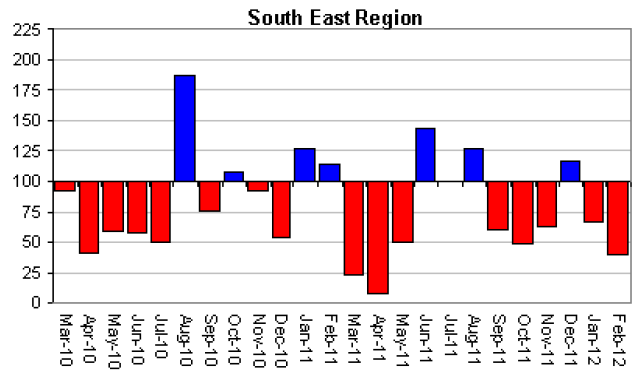 South East Region
225
200
175
150
125
100
75
50
25
0
Mar-10
Apr-10
May-10
Jun-10
Jul-10
Aug-10
Sep-10
Oct-10
Nov-10
Dec-10
Jan-11
Feb-11
Mar-11
Apr-11
May-11
Jun-11
Jul-11
Aug-11
Sep-11
Oct-11
Nov-11
Dec-11
Jan-12
Feb-12